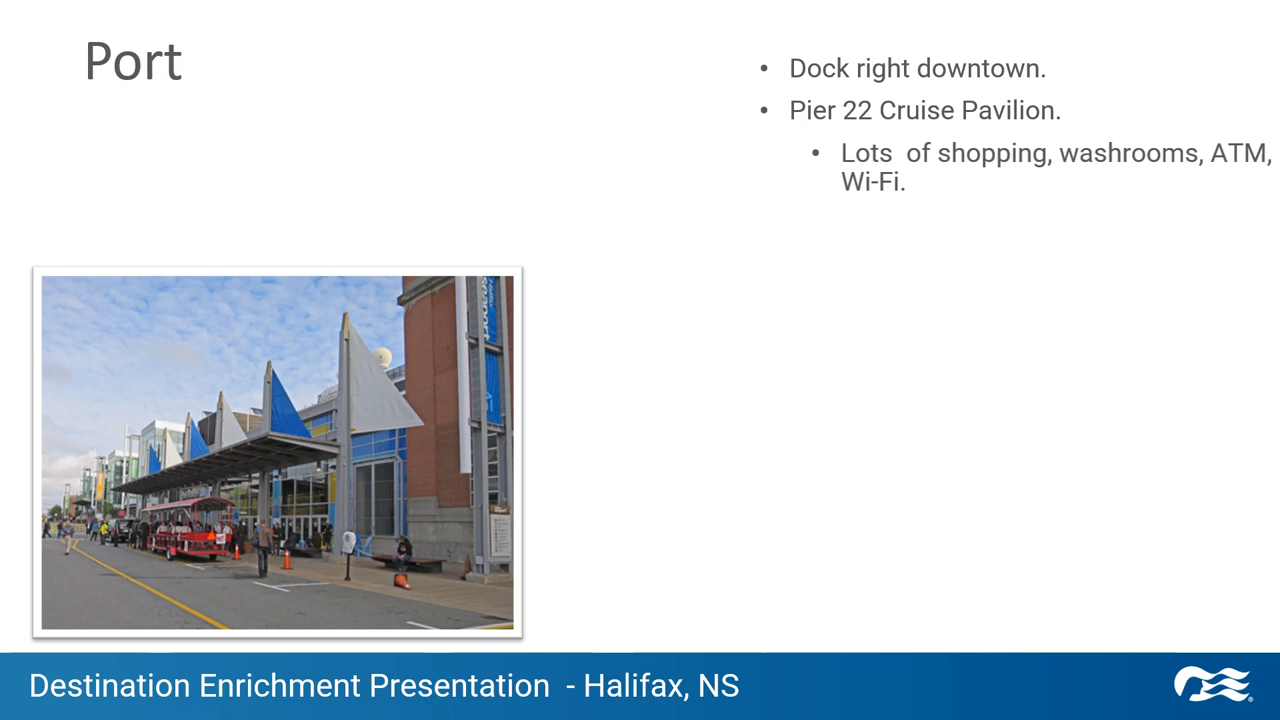 Port
• Dock right downtown.
• Pier 22 Cruise Pavilion.
• Lots  of shopping, washrooms, ATM,
Wi-Fi.
Destination Enrichment Presentation  - Halifax, NS